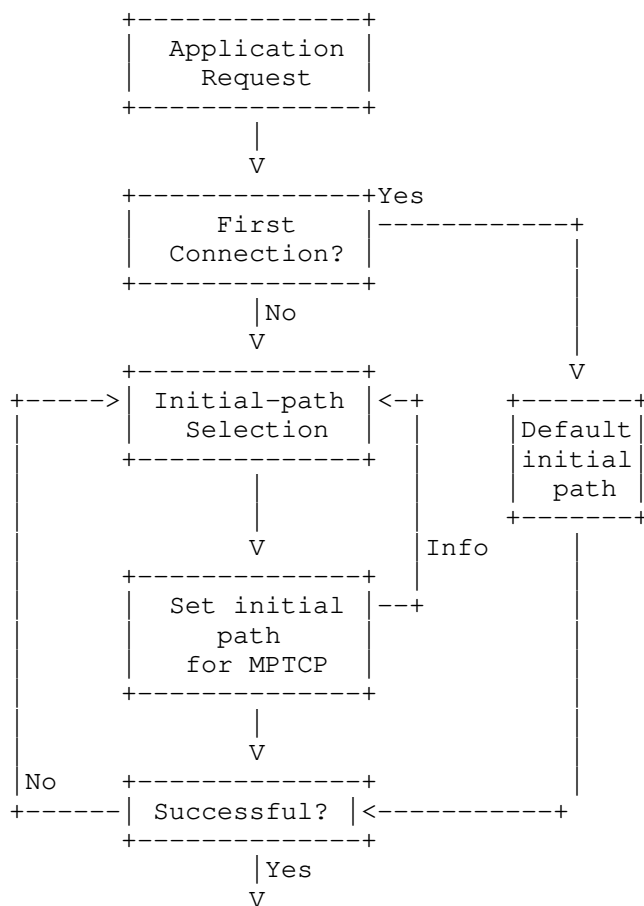 Application
Request
V
Yes
First
Connection?
No
V
V
Initial-path
Selection
Default
initial
path
V
Info
Set initial
path
for MPTCP
V
No
Successful?
Yes
V